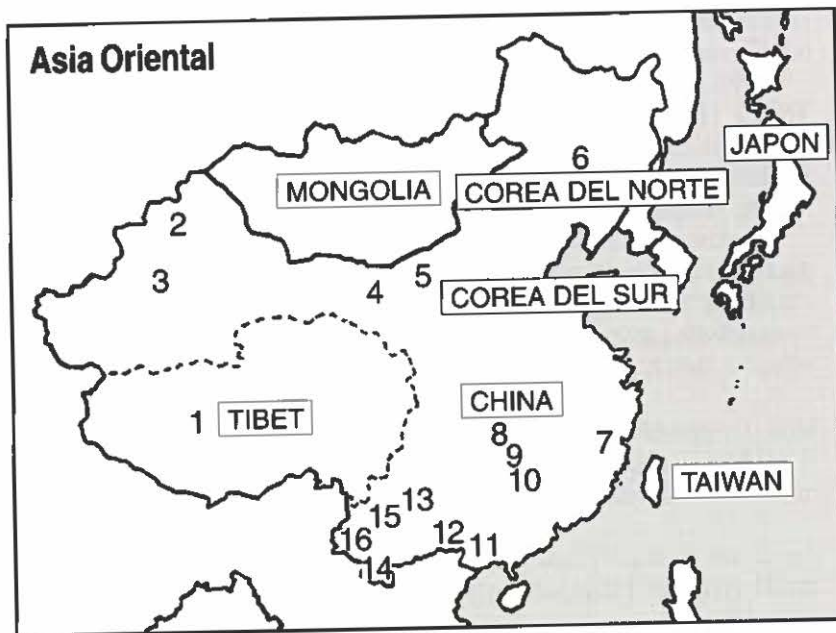 Asia Oriental
JAPON
6
MONGOLIA
COREA DEL NORTE
2
3
5
4
COREA DEL SUR
CHINA
1
TIBET
8
7
9
10
TAIWAN
13
15
12
16
11
14